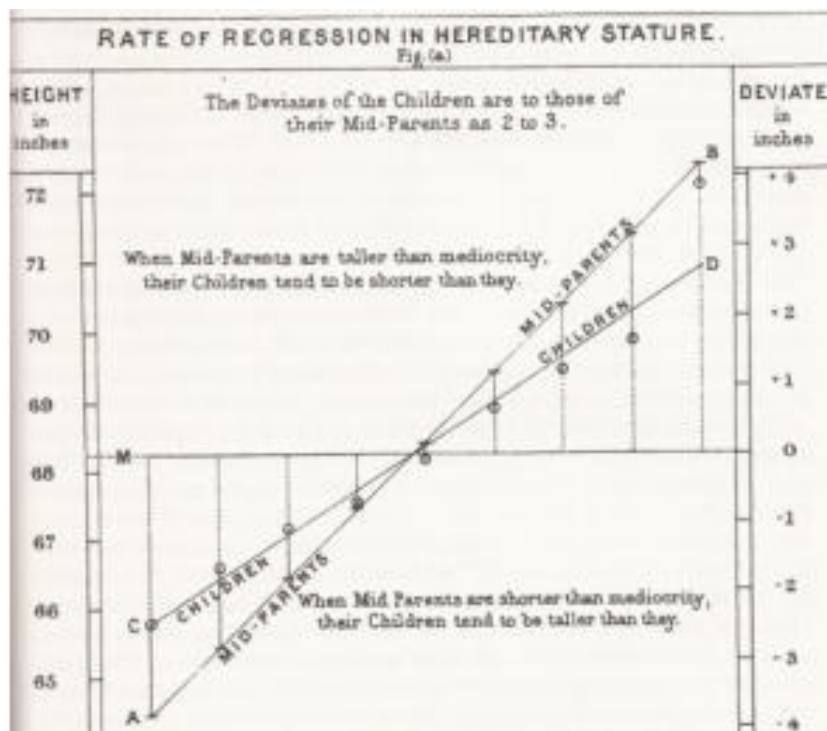 RATE OF REGRESSION IN HEREDITARY STATURE.
Fig. (a)
HEIGHT
in
inches
The Deviates of the Children are to those of
their Mid-Parents as 2 to 3.
DEVIATE
in
inches
When Mid-Parents are taller than mediocrity,
their Children tend to be shorter than they.
MID-PARENTS
CHILDREN
B
D
72
71
70
69
68
67
66
65
+4
+3
+2
+1
0
-1
-2
-3
-4
M
C
A
CHILDREN
MID-PARENTS
When Mid Parents are shorter than mediocrity,
their Children tend to be taller than they.